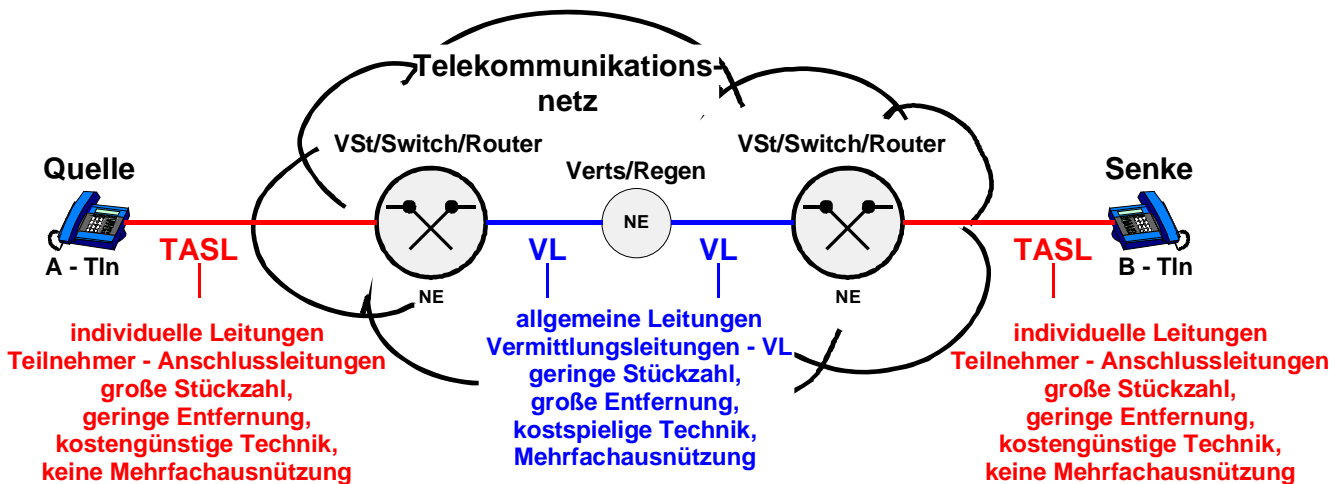 Telekommunikations-
netz
VSt/Switch/Router
VSt/Switch/Router
Verts/Regen
Quelle
Senke
NE
TASL
VL
VL
TASL
A - Tln
B - Tln
NE
NE
individuelle Leitungen
Teilnehmer - Anschlussleitungen
große Stückzahl,
geringe Entfernung,
kostengünstige Technik,
keine Mehrfachausnützung
allgemeine Leitungen
Vermittlungsleitungen - VL
geringe Stückzahl,
große Entfernung,
kostspielige Technik,
Mehrfachausnützung
individuelle Leitungen
Teilnehmer - Anschlussleitungen
große Stückzahl,
geringe Entfernung,
kostengünstige Technik,
keine Mehrfachausnützung